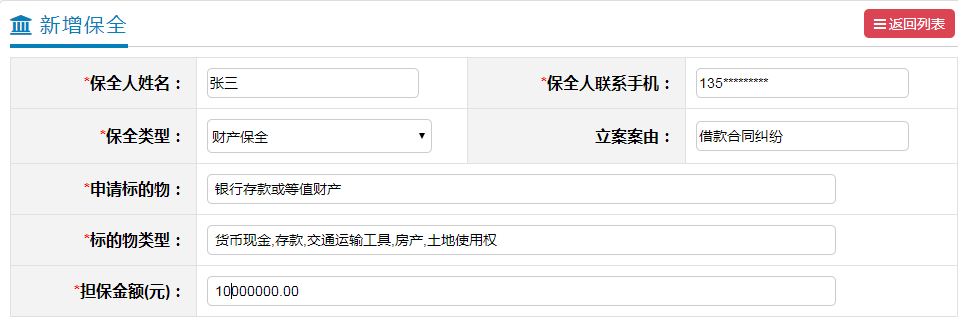 新增保全
返回列表
*保全人姓名： 张三 *保全人联系手机： 135*********
*保全类型： 财产保全 立案案由： 借款合同纠纷
*申请标的物： 银行存款或等值财产
*标的物类型： 货币现金,存款,交通运输工具,房产,土地使用权
*担保金额(元)： 10000000.00